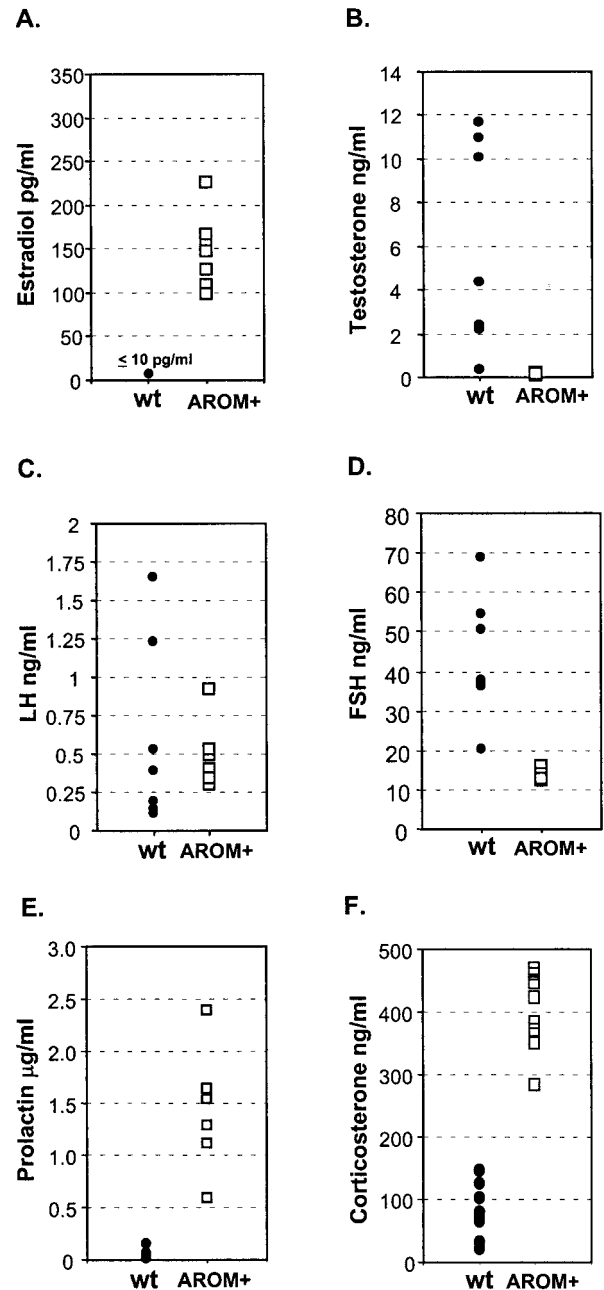 A.
350
300
250
200
150
100
50
0
Estradiol pg/ml
≤ 10 pg/ml
wt AROM+
B.
14
12
10
8
6
4
2
0
Testosterone ng/ml
wt AROM+
C.
2
1.75
1.5
1.25
1
0.75
0.5
0.25
0
LH ng/ml
wt AROM+
D.
80
70
60
50
40
30
20
10
0
FSH ng/ml
wt AROM+
E.
3.0
2.5
2.0
1.5
1.0
0.5
0
Prolactin μg/ml
wt AROM+
F.
500
400
300
200
100
0
Corticosterone ng/ml
wt AROM+